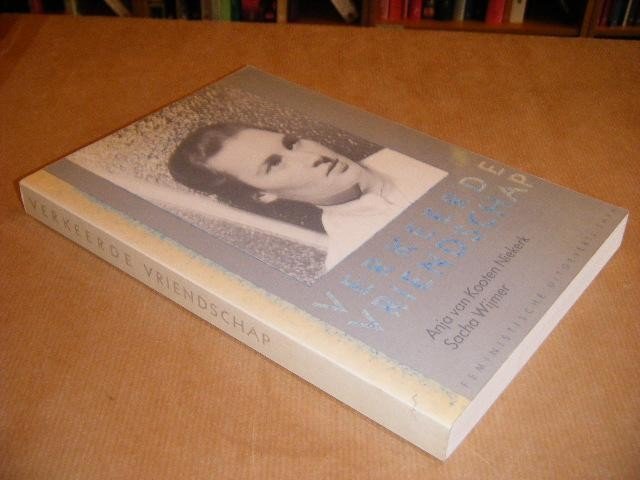 VERKEERDE VRIENDSCHAP
VERKEERDE
VRIENDSCHAP
Anja van Kooten Niekerk
Sacha Wijmer
FEMINISTISCHE UITGEVERIJ